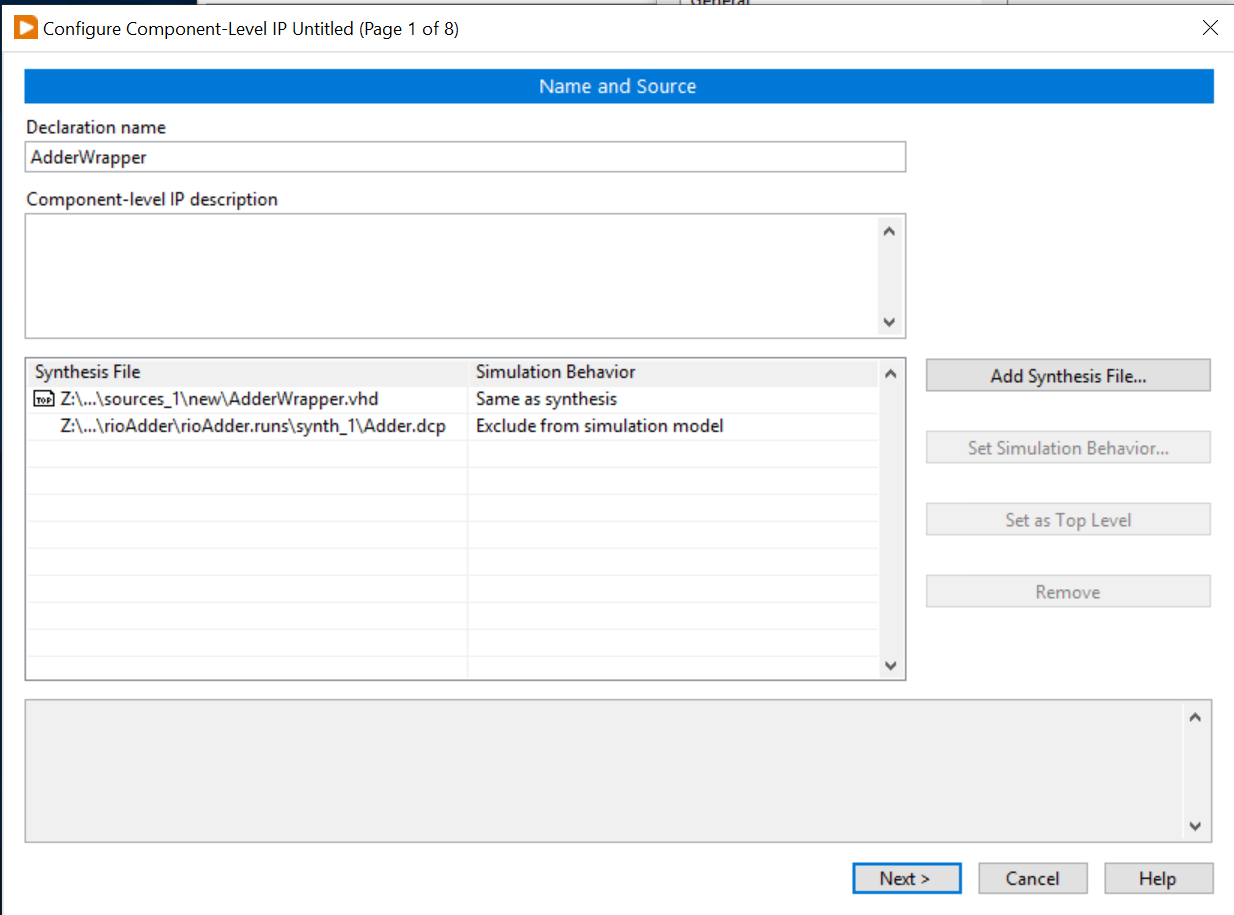 General
Configure Component-Level IP Untitled (Page 1 of 8)
Name and Source
Declaration name
AdderWrapper
Component-level IP description
Synthesis File Simulation Behavior
TOP Z:\...\sources_1\new\AdderWrapper.vhd Same as synthesis
Z:\...\rioAdder\rioAdder.runs\synth_1\Adder.dcp Exclude from simulation model
Add Synthesis File...
Set Simulation Behavior...
Set as Top Level
Remove
Next > Cancel Help